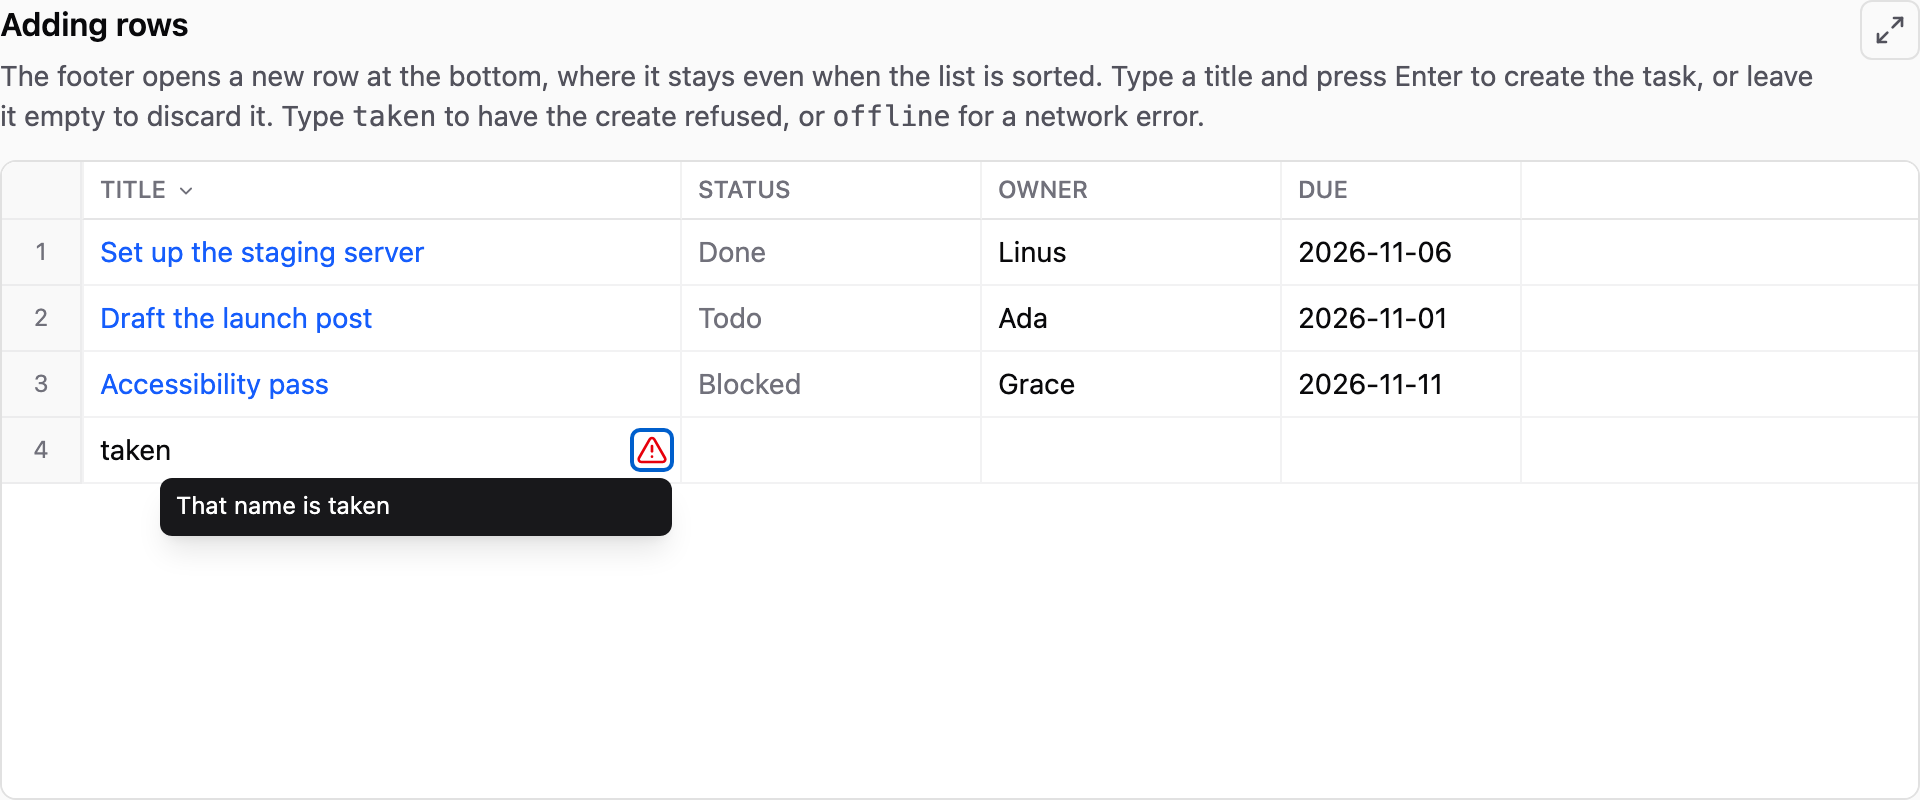 Adding rows
The footer opens a new row at the bottom, where it stays even when the list is sorted. Type a title and press Enter to create the task, or leave
it empty to discard it. Type taken to have the create refused, or offline for a network error.
TITLE STATUS OWNER DUE
1 Set up the staging server Done Linus 2026-11-06
2 Draft the launch post Todo Ada 2026-11-01
3 Accessibility pass Blocked Grace 2026-11-11
4 taken
That name is taken